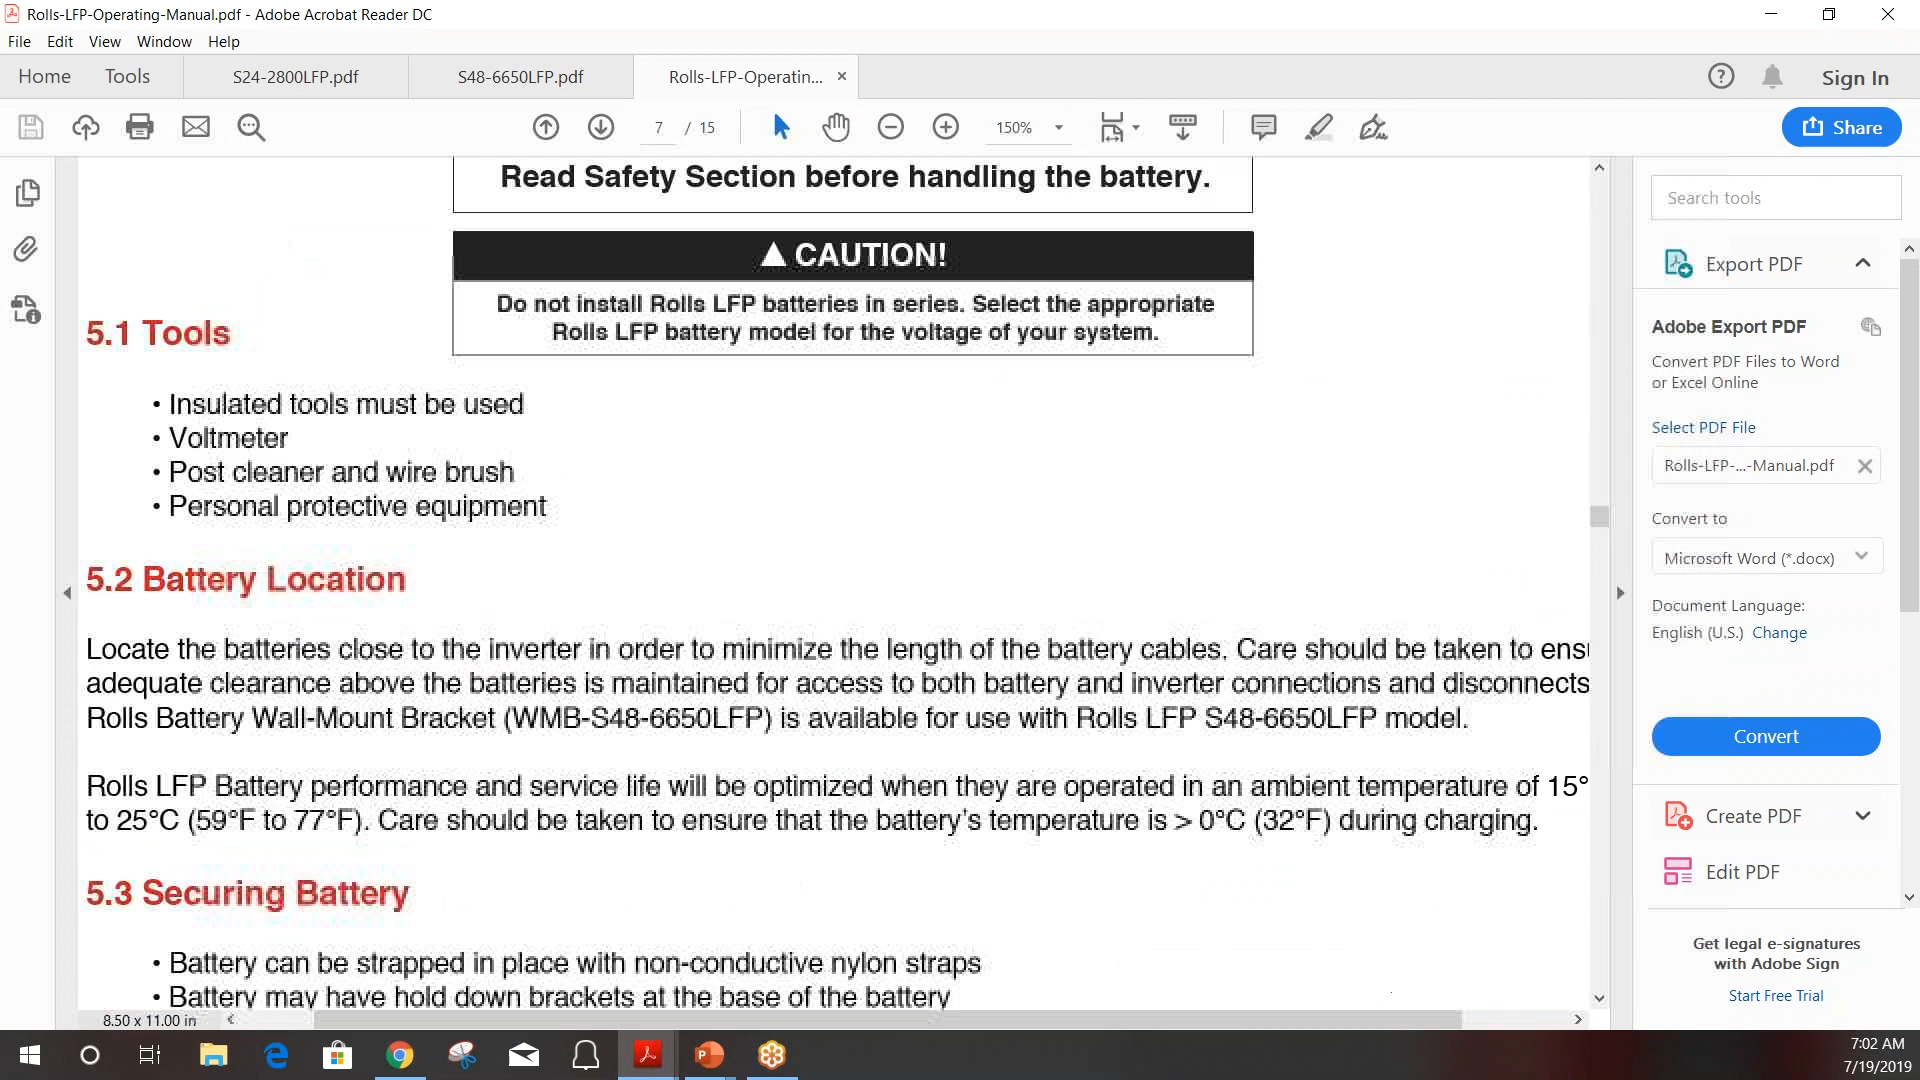 Rolls-LFP-Operating-Manual.pdf - Adobe Acrobat Reader DC
File Edit View Window Help
Home Tools S24-2800LFP.pdf S48-6650LFP.pdf Rolls-LFP-Operatin... × Sign In
7 / 15 150% Share
Read Safety Section before handling the battery.
CAUTION!
Do not install Rolls LFP batteries in series. Select the appropriate
Rolls LFP battery model for the voltage of your system.
5.1 Tools
• Insulated tools must be used
• Voltmeter
• Post cleaner and wire brush
• Personal protective equipment
5.2 Battery Location
Locate the batteries close to the inverter in order to minimize the length of the battery cables. Care should be taken to ens
adequate clearance above the batteries is maintained for access to both battery and inverter connections and disconnects
Rolls Battery Wall-Mount Bracket (WMB-S48-6650LFP) is available for use with Rolls LFP S48-6650LFP model.
Rolls LFP Battery performance and service life will be optimized when they are operated in an ambient temperature of 15°
to 25°C (59°F to 77°F). Care should be taken to ensure that the battery's temperature is > 0°C (32°F) during charging.
5.3 Securing Battery
• Battery can be strapped in place with non-conductive nylon straps
• Battery may have hold down brackets at the base of the battery
8.50 x 11.00 in
Search tools
Export PDF
Adobe Export PDF
Convert PDF Files to Word
or Excel Online
Select PDF File
Rolls-LFP-...-Manual.pdf
Convert to
Microsoft Word (*.docx)
Document Language:
English (U.S.) Change
Convert
Create PDF
Edit PDF
Get legal e-signatures
with Adobe Sign
Start Free Trial
7:02 AM
7/19/2019